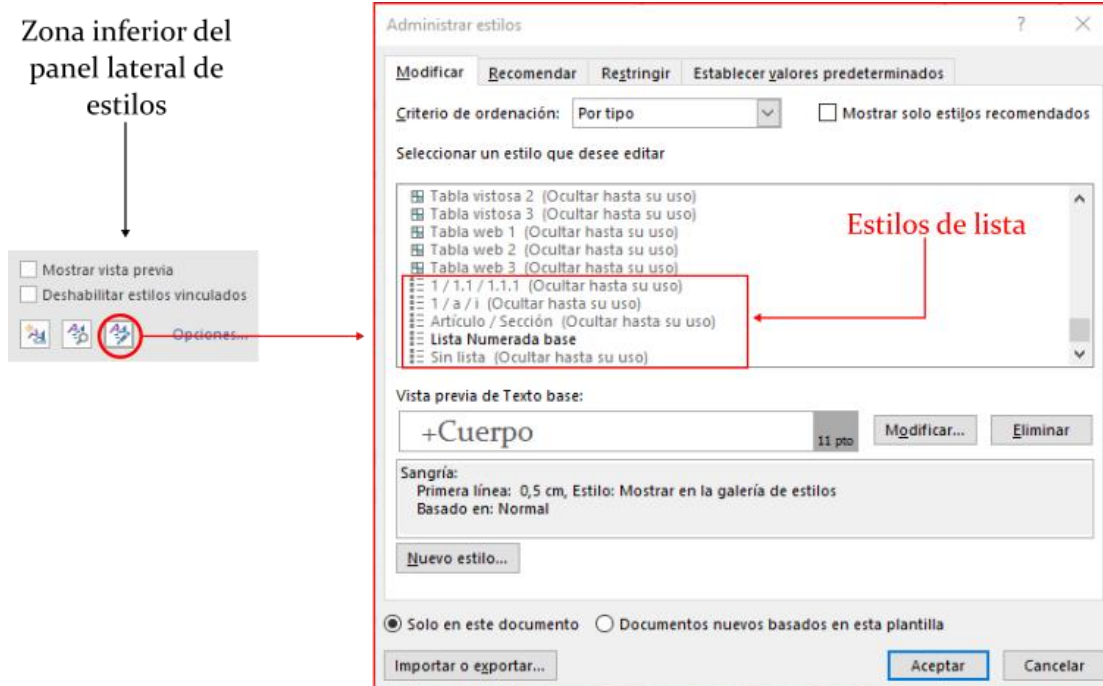 Zona inferior del
panel lateral de
estilos
Mostrar vista previa
Deshabilitar estilos vinculados
Opciones...
Administrar estilos
?
Modificar Recomendar Restringir Establecer valores predeterminados
Criterio de ordenación: Por tipo Mostrar solo estilos recomendados
Seleccionar un estilo que desee editar
Tabla vistosa 2 (Ocultar hasta su uso)
Tabla vistosa 3 (Ocultar hasta su uso)
Tabla web 1 (Ocultar hasta su uso)
Tabla web 2 (Ocultar hasta su uso)
Tabla web 3 (Ocultar hasta su uso)
1 / 1.1 / 1.1.1 (Ocultar hasta su uso)
1 / a / i (Ocultar hasta su uso)
Artículo / Sección (Ocultar hasta su uso)
Lista Numerada base
Sin lista (Ocultar hasta su uso)
Estilos de lista
Vista previa de Texto base:
+Cuerpo
11 pto
Modificar... Eliminar
Sangría:
Primera línea: 0,5 cm, Estilo: Mostrar en la galería de estilos
Basado en: Normal
Nuevo estilo...
Solo en este documento Documentos nuevos basados en esta plantilla
Importar o exportar... Aceptar Cancelar